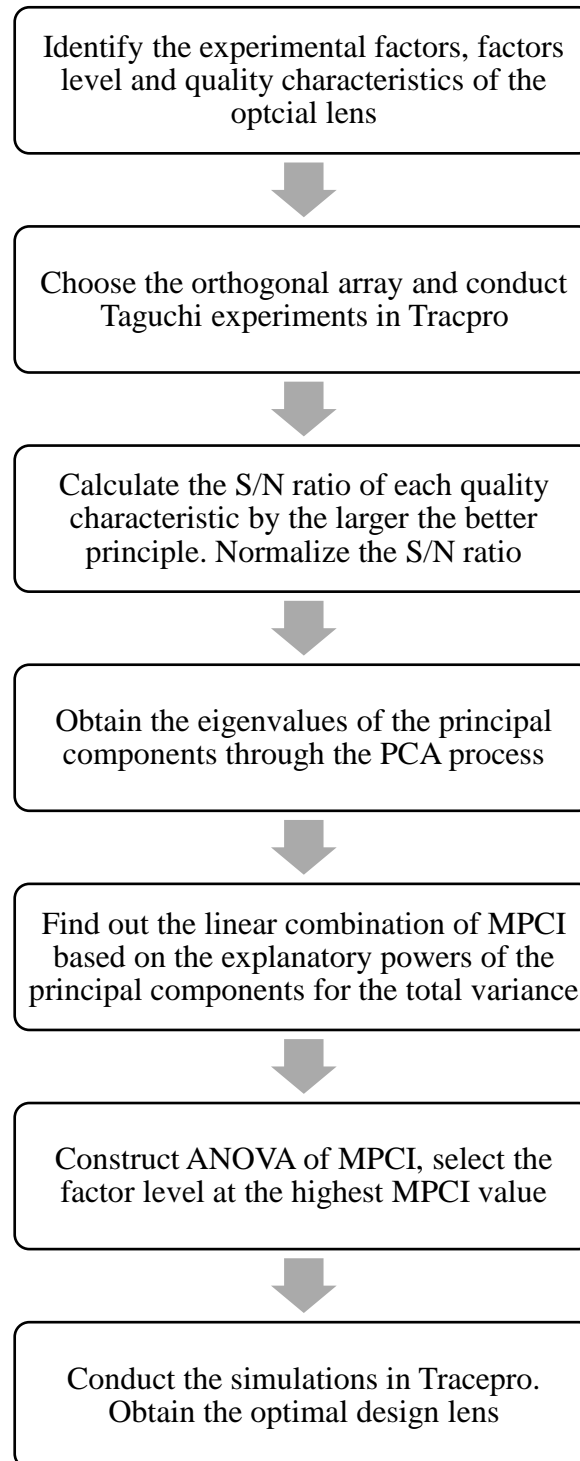 Identify the experimental factors, factors
level and quality characteristics of the
optcial lens
Choose the orthogonal array and conduct
Taguchi experiments in Tracpro
Calculate the S/N ratio of each quality
characteristic by the larger the better
principle. Normalize the S/N ratio
Obtain the eigenvalues of the principal
components through the PCA process
Find out the linear combination of MPCI
based on the explanatory powers of the
principal components for the total variance
Construct ANOVA of MPCI, select the
factor level at the highest MPCI value
Conduct the simulations in Tracepro.
Obtain the optimal design lens